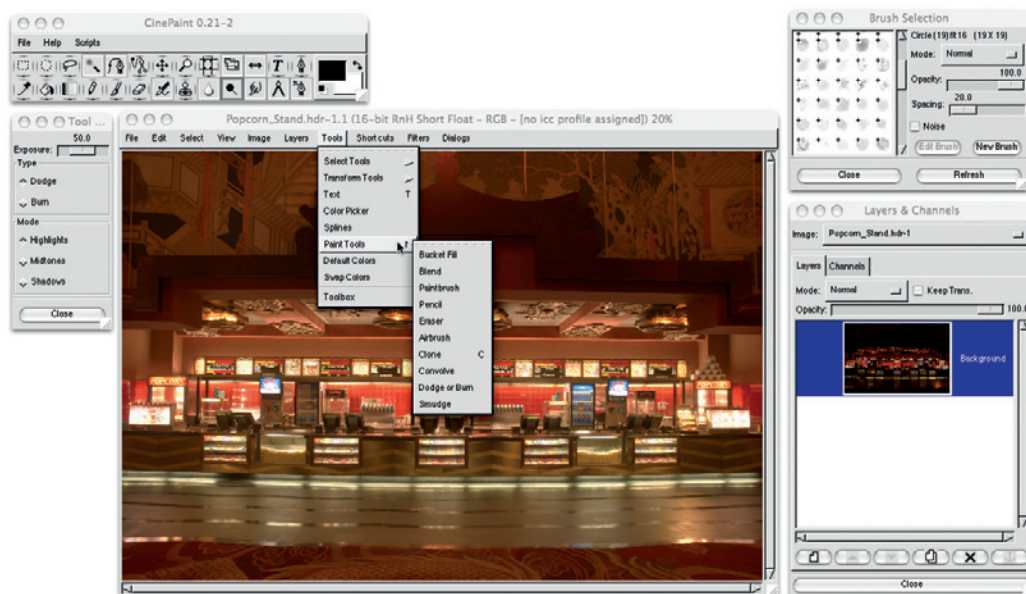 CinePaint 0.21-2
File Help Scripts
T
Tool ...
50.0
Exposure:
Type
Dodge
Burn
Mode
Highlights
Midtones
Shadows
Close
Popcorn_Stand.hdr-1.1 (16-bit RnH Short Float - RGB - [no icc profile assigned]) 20%
File Edit Select View Image Layers Tools Shortcuts Filters Dialogs
Select Tools
Transform Tools
Text T
Color Picker
Splines
Paint Tools
Default Colors
Swap Colors
Toolbox
Bucket Fill
Blend
Paintbrush
Pencil
Eraser
Airbrush
Clone C
Convolve
Dodge or Burn
Smudge
Brush Selection
Circle (19) fit 16 (19 X 19)
Mode: Normal
100.0
Opacity:
20.0
Spacing:
Noise
Edit Brush New Brush
Close Refresh
Layers & Channels
Image: Popcorn_Stand.hdr-1
Layers Channels
Mode: Normal Keep Trans.
Opacity: 100.0
Background
Close